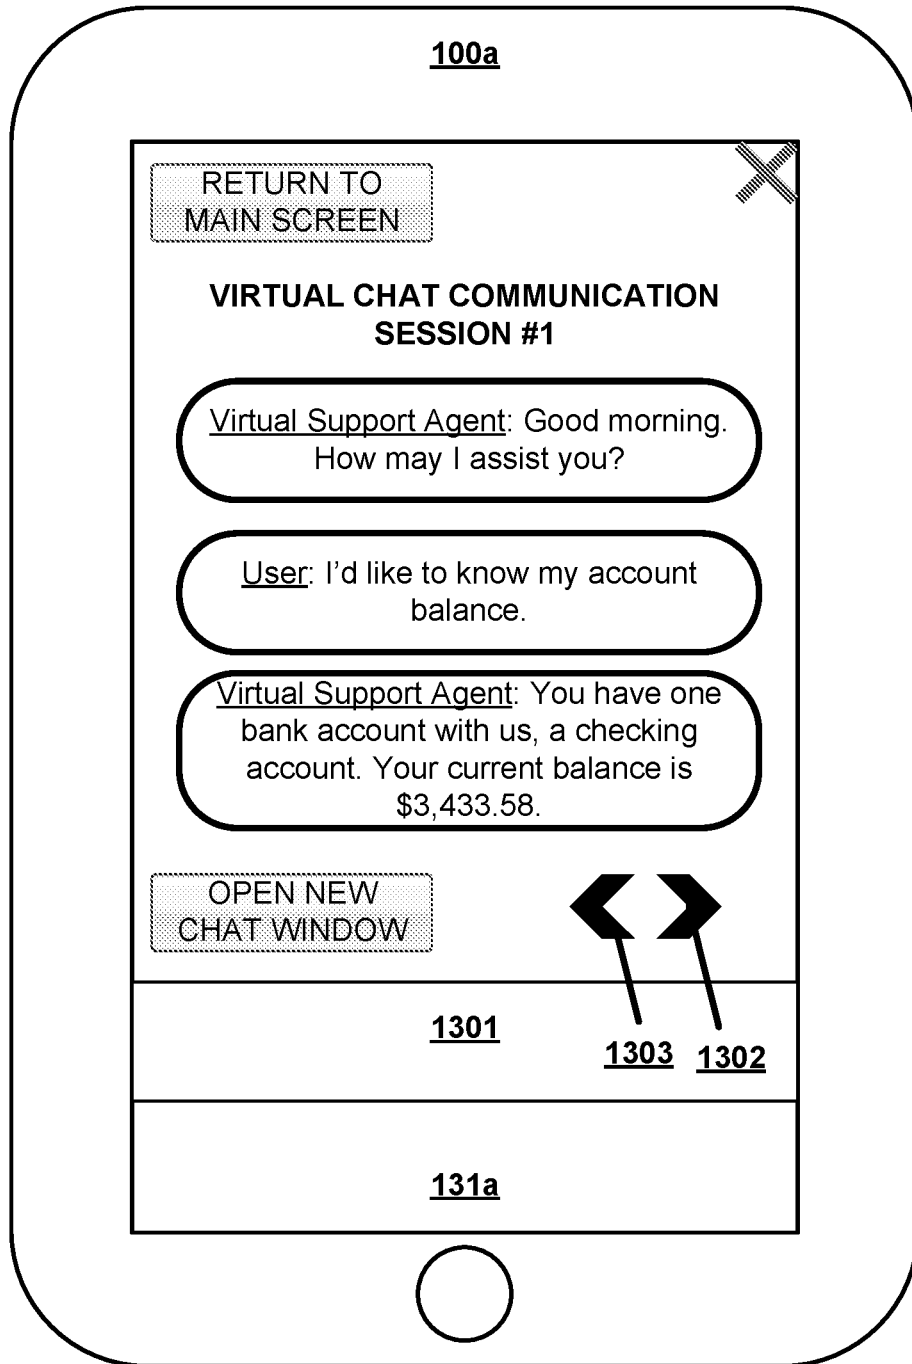 100a
RETURN TO
MAIN SCREEN
VIRTUAL CHAT COMMUNICATION
SESSION #1
Virtual Support Agent: Good morning.
How may I assist you?
User: I'd like to know my account
balance.
Virtual Support Agent: You have one
bank account with us, a checking
account. Your current balance is
$3,433.58.
OPEN NEW
CHAT WINDOW
1301
1303
1302
131a